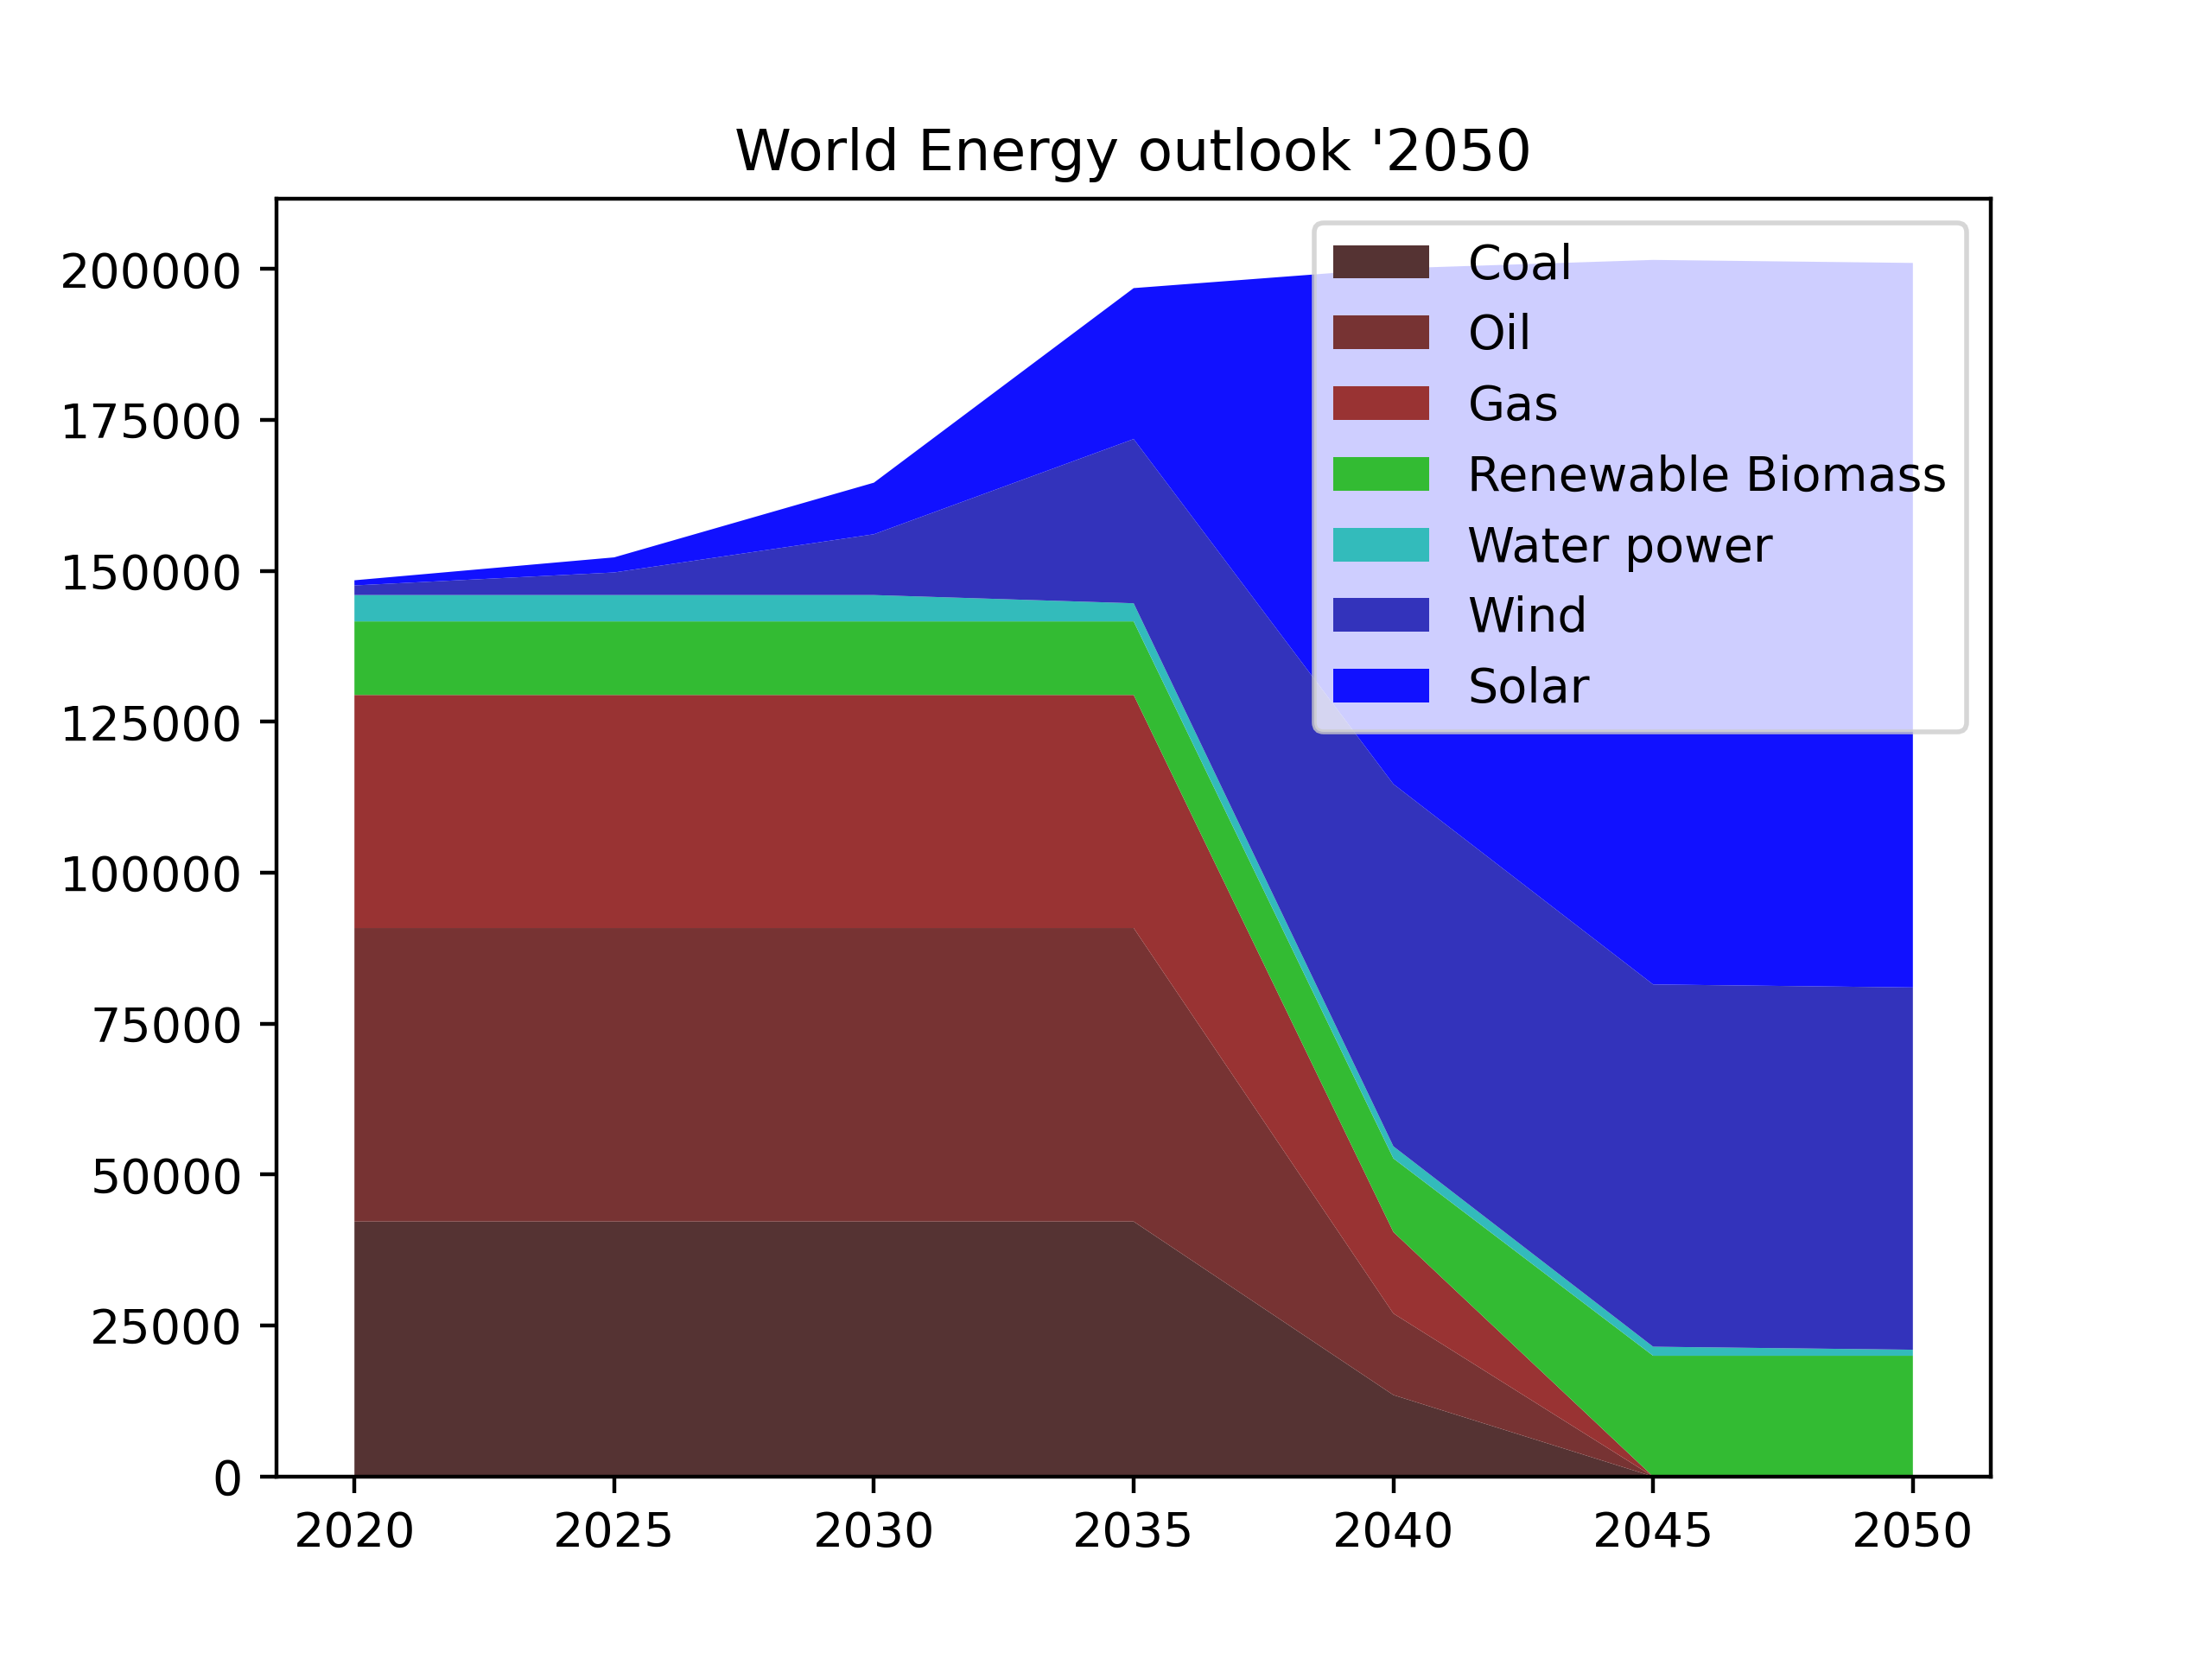 World Energy outlook '2050
200000
175000
150000
125000
100000
75000
50000
25000
0
Coal
Oil
Gas
Renewable Biomass
Water power
Wind
Solar
2020 2025 2030 2035 2040 2045 2050